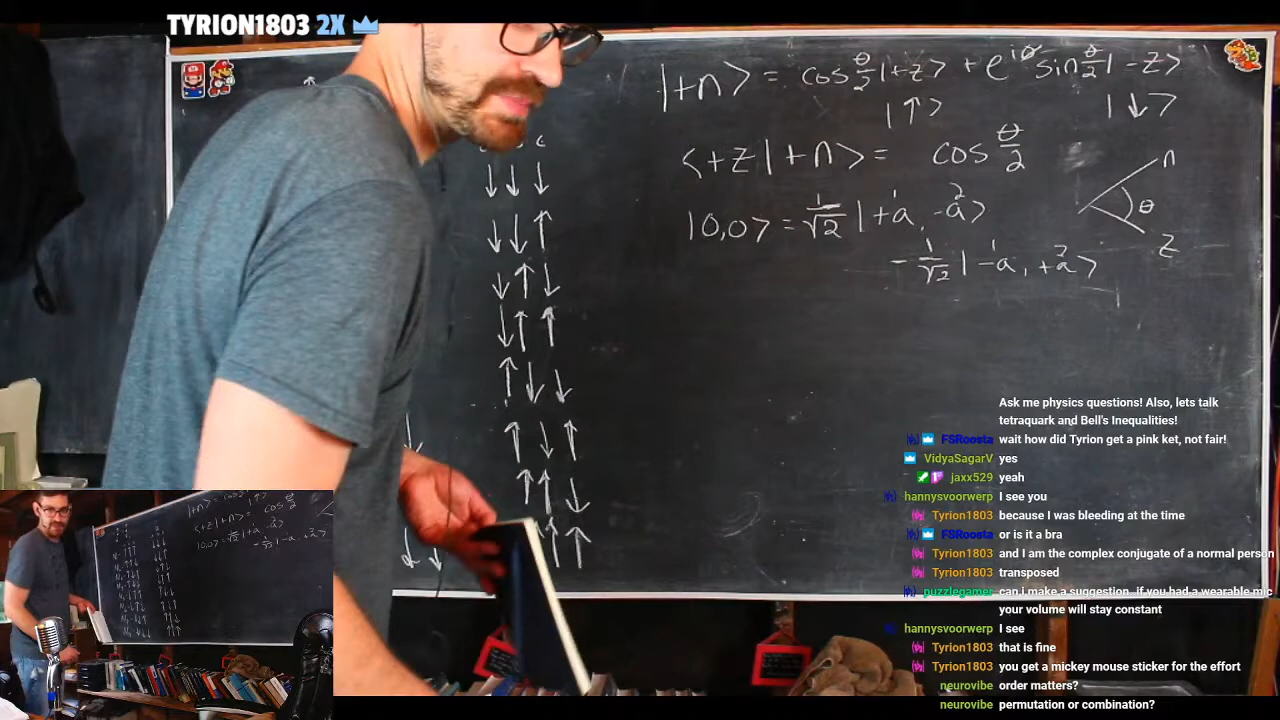 TYRION1803 2X
|+n> = cos θ/2 |+z> + e^{iø} sin θ/2 |-z>
|↑> |↓>
<+z|+n> = cos θ/2
n
θ
z
|0,0> = 1/√2 |+a, -a>
1 2
- 1/√2 |-a, +a>
1 2
↓ ↓ ↓
↓ ↓ ↑
↓ ↑ ↓
↓ ↑ ↑
↑ ↓ ↓
↑ ↓ ↑
↑ ↑ ↓
↑ ↑ ↑
Ask me physics questions! Also, lets talk
tetraquark and Bell's Inequalities!
FSRoosta wait how did Tyrion get a pink ket, not fair!
VidyaSagarV yes
jaxx529 yeah
hannysvoorwerp I see you
Tyrion1803 because I was bleeding at the time
FSRoosta or is it a bra
Tyrion1803 and I am the complex conjugate of a normal person
Tyrion1803 transposed
puzzlegamer can i make a suggestion. if you had a wearable mic
your volume will stay constant
hannysvoorwerp I see
Tyrion1803 that is fine
Tyrion1803 you get a mickey mouse sticker for the effort
neurovibe order matters?
neurovibe permutation or combination?